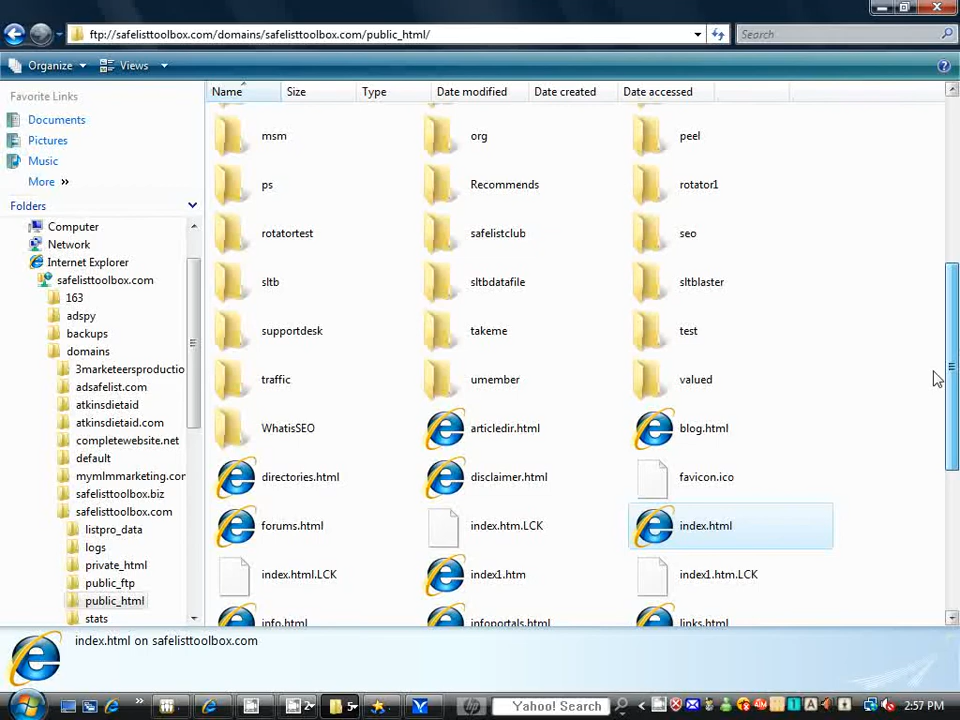 ftp://safelisttoolbox.com/domains/safelisttoolbox.com/public_html/
Search
Organize
Views
Favorite Links
Documents
Pictures
Music
More »
Folders
Computer
Network
Internet Explorer
safelisttoolbox.com
163
adspy
backups
domains
3marketeersproductio
adsafelist.com
atkinsdietaid
atkinsdietaid.com
completewebsite.net
default
mymlmmarketing.cor
safelisttoolbox.biz
safelisttoolbox.com
listpro_data
logs
private_html
public_ftp
public_html
stats
Name Size Type Date modified Date created Date accessed
msm org peel
ps Recommends rotator1
rotatortest safelistclub seo
sltb sltbdatafile sltblaster
supportdesk takeme test
traffic umember valued
WhatisSEO articledir.html blog.html
directories.html disclaimer.html favicon.ico
forums.html index.htm.LCK index.html
index.html.LCK index1.htm index1.htm.LCK
info.html infoportals.html links.html
index.html on safelisttoolbox.com
2 5
Yahoo! Search
2:57 PM